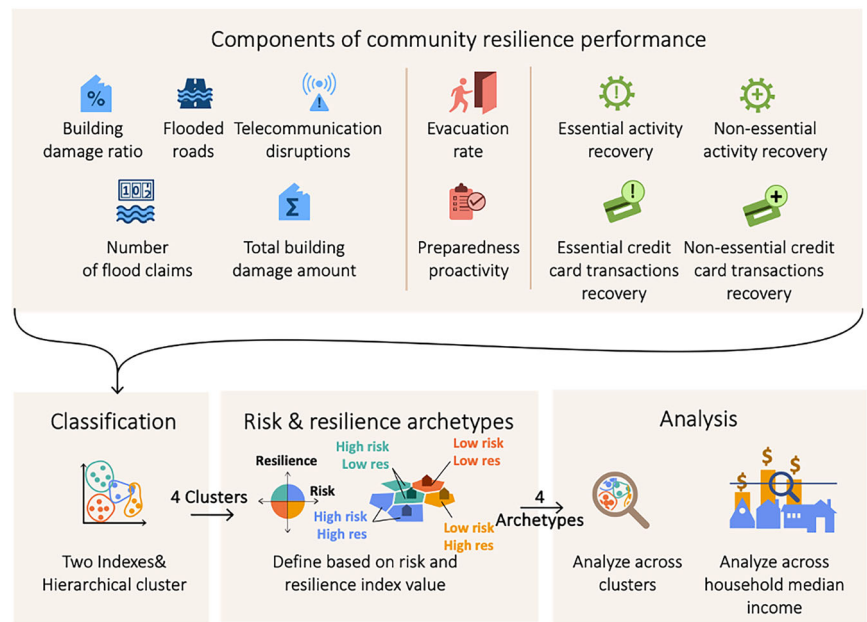 Components of community resilience performance
Building
damage ratio
Flooded
roads
Telecommunication
disruptions
Evacuation
rate
Essential activity
recovery
Non-essential
activity recovery
Number
of flood claims
Total building
damage amount
Preparedness
proactivity
Essential credit
card transactions
recovery
Non-essential credit
card transactions
recovery
Classification
Two Indexes&
Hierarchical cluster
4 Clusters
Risk & resilience archetypes
Resilience
Risk
High risk
Low res
Low risk
Low res
High risk
High res
Low risk
High res
Define based on risk and
resilience index value
4
Archetypes
Analysis
Analyze across
clusters
$ $ $
Analyze across
household median
income